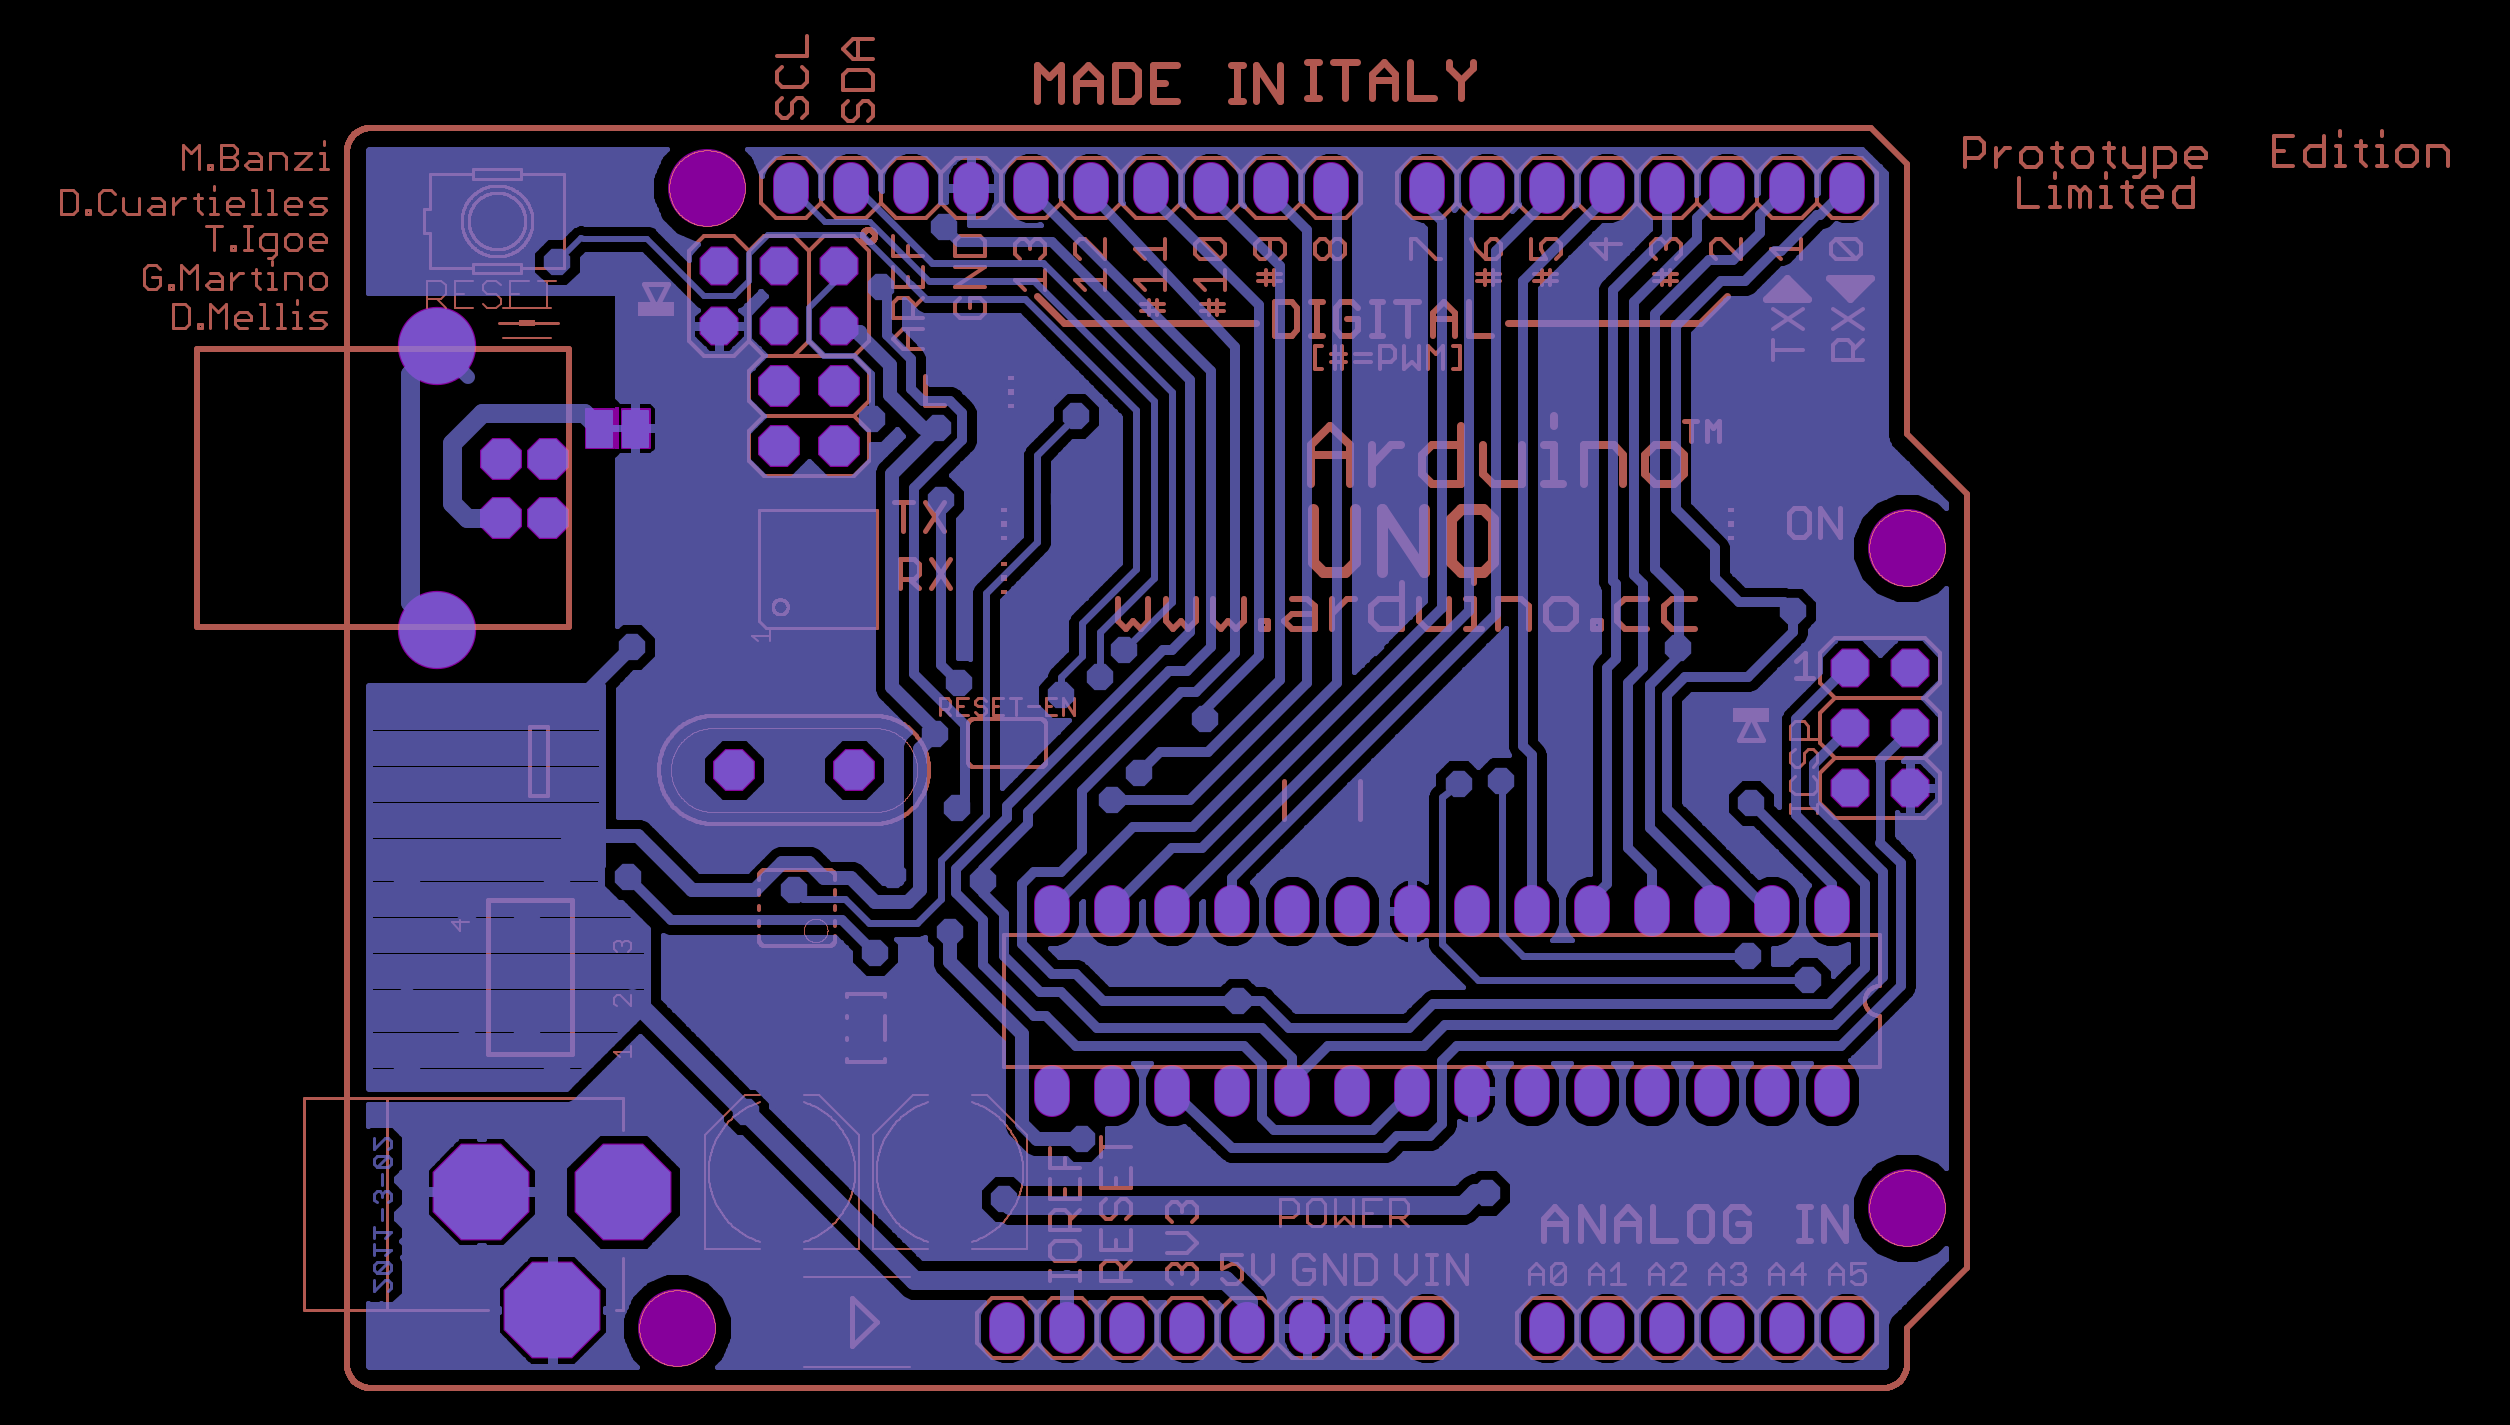 SCL
SDA
MADE IN ITALY
M.Banzi
D.Cuartielles
T.Igoe
G.Martino
D.Mellis
Prototype Edition
Limited
RESET
AREF
GND
13
12
#11
#10
#9
8
7
#6
#5
4
#3
2
1
0
DIGITAL
[#=PWM]
TX
RX
L
Arduino™
UNO
www.arduino.cc
TX
RX
ON
1
RESET-EN
1
ICSP
4
3
2
1
IOREF
RESET
3V3
POWER
5V GND VIN
ANALOG IN
A0 A1 A2 A3 A4 A5